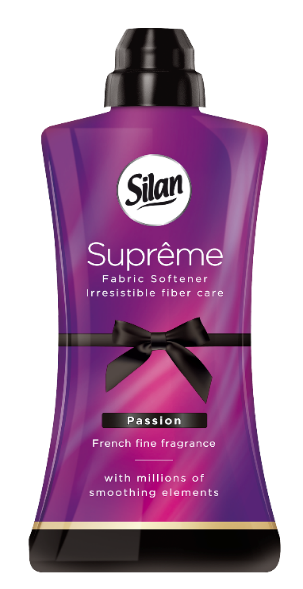 Silan
Suprême
Fabric Softener
Irresistible fiber care
Passion
French fine fragrance
with millions of
smoothing elements